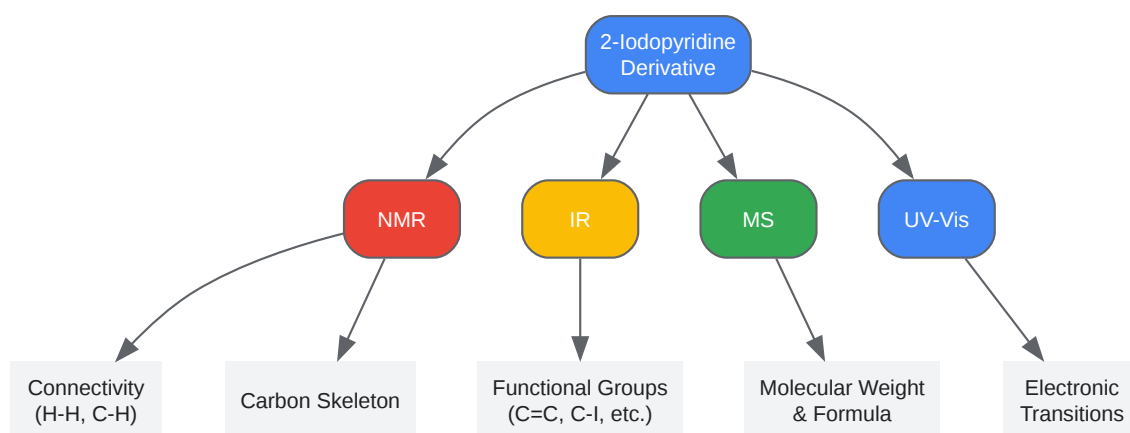 2-Iodopyridine
Derivative
NMR
IR
MS
UV-Vis
Connectivity
(H-H, C-H)
Carbon Skeleton
Functional Groups
(C=C, C-I, etc.)
Molecular Weight
& Formula
Electronic
Transitions